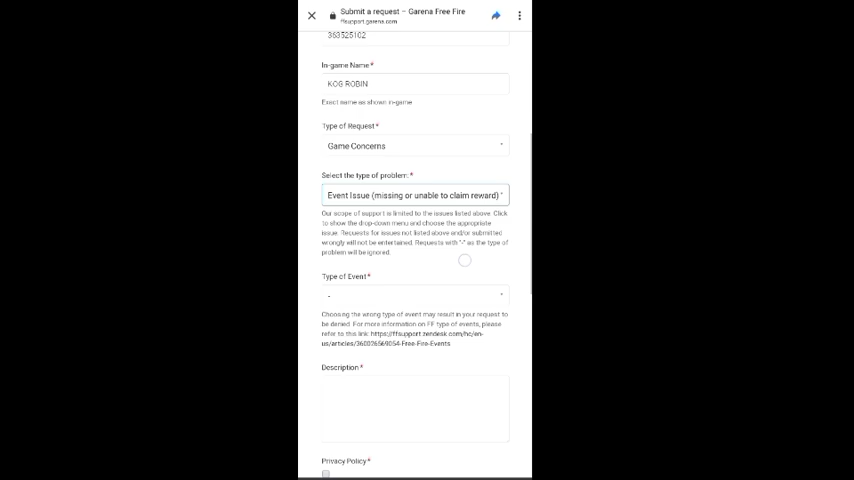 Submit a request – Garena Free Fire
ffsupport.garena.com
363525102
In-game Name*
KOG ROBIN
Exact name as shown in-game
Type of Request*
Game Concerns
Select the type of problem:*
Event Issue (missing or unable to claim reward)
Our scope of support is limited to the issues listed above. Click
to show the drop-down menu and choose the appropriate
issue. Requests for issues not listed above and/or submitted
wrongly will not be entertained. Requests with "-" as the type of
problem will be ignored.
Type of Event*
-
Choosing the wrong type of event may result in your request to
be denied. For more information on FF type of events, please
refer to this link: https://ffsupport.zendesk.com/hc/en-
us/articles/360026569054-Free-Fire-Events
Description*
Privacy Policy*